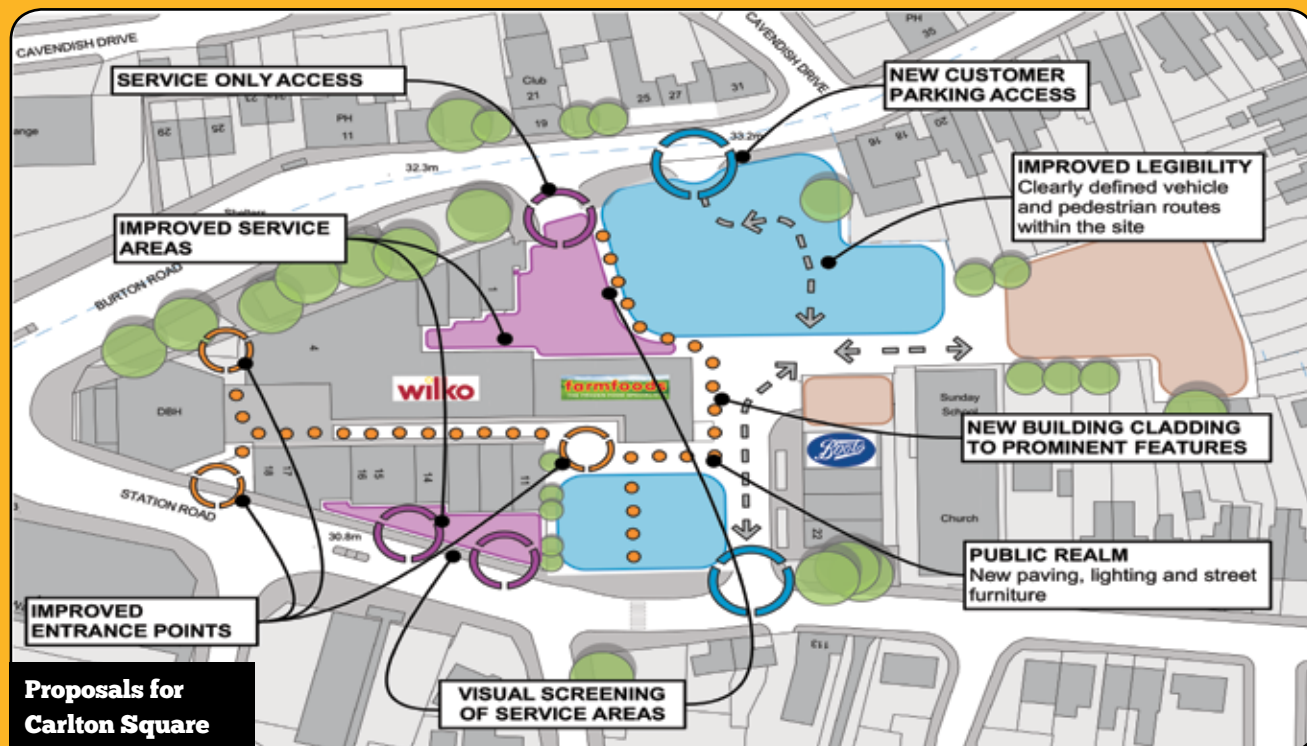 CAVENDISH DRIVE
CAVENDISH DRIVE
PH
35
SERVICE ONLY ACCESS
Club
21
19
25
27
31
NEW CUSTOMER
PARKING ACCESS
29
25
PH
11
33.2m
16
18
20
32.3m
IMPROVED LEGIBILITY
Clearly defined vehicle
and pedestrian routes
within the site
IMPROVED SERVICE
AREAS
BURTON ROAD
1
4
wilko
farmfoods
DBH
Sunday
School
NEW BUILDING CLADDING
TO PROMINENT FEATURES
Boots
18
17
16
15
14
11
STATION ROAD
22
Church
30.8m
PUBLIC REALM
New paving, lighting and street
furniture
IMPROVED
ENTRANCE POINTS
113
VISUAL SCREENING
OF SERVICE AREAS
Proposals for
Carlton Square